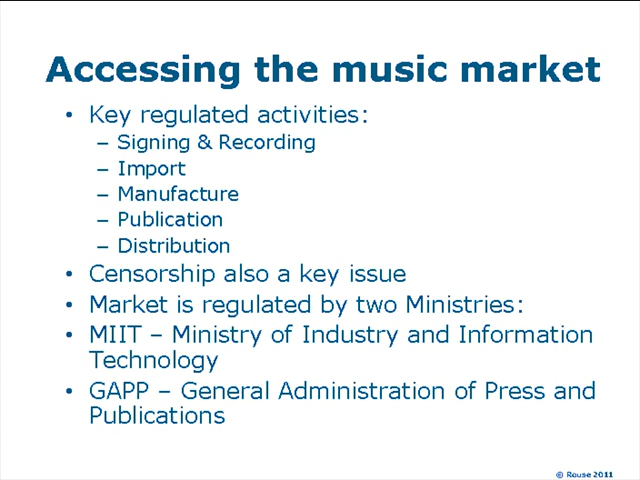 Accessing the music market
• Key regulated activities:
– Signing & Recording
– Import
– Manufacture
– Publication
– Distribution
• Censorship also a key issue
• Market is regulated by two Ministries:
• MIIT – Ministry of Industry and Information
Technology
• GAPP – General Administration of Press and
Publications
© Rouse 2011